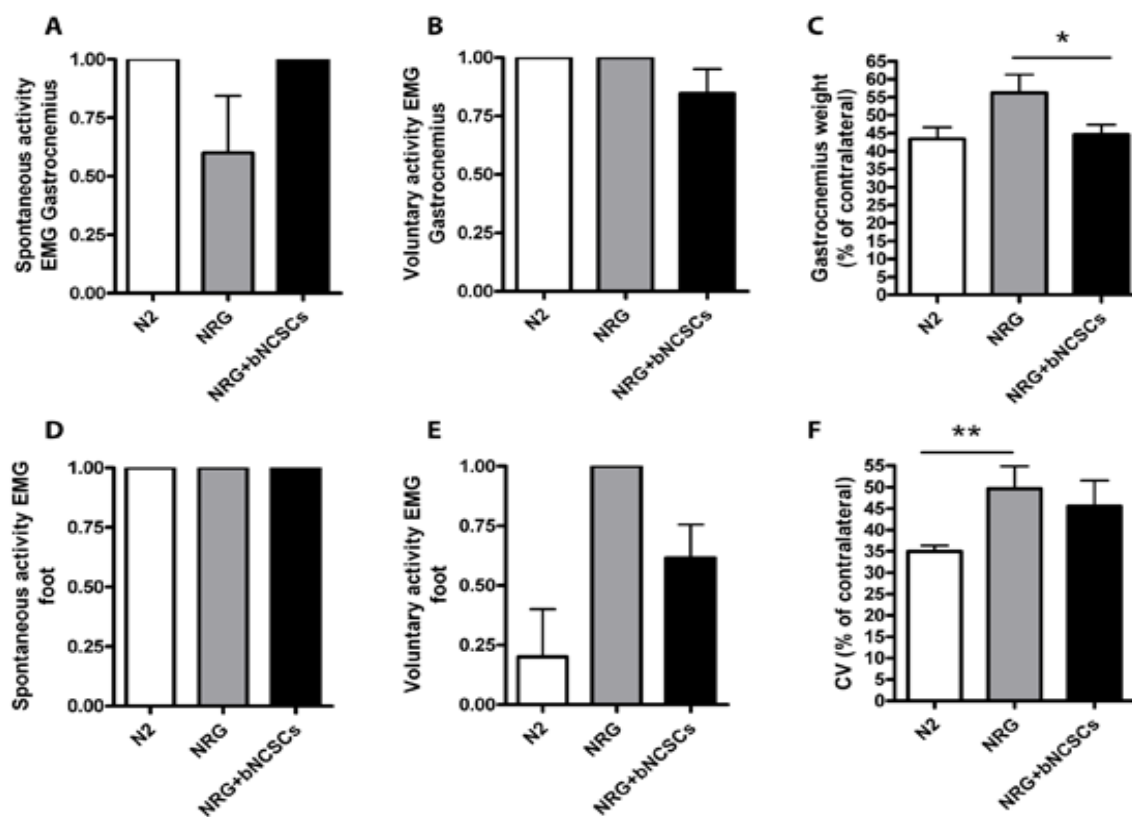 A
Spontaneous activity
EMG Gastrocnemius
1.00
0.75
0.50
0.25
0.00
N2
NRG
NRG+bNCSCs
B
Voluntary activity EMG
Gastrocnemius
1.00
0.75
0.50
0.25
0.00
N2
NRG
NRG+bNCSCs
C
*
Gastrocnemius weight
(% of contralateral)
65
60
55
50
45
40
35
30
25
20
15
10
5
0
N2
NRG
NRG+bNCSCs
D
Spontaneous activity EMG
foot
1.00
0.75
0.50
0.25
0.00
N2
NRG
NRG+bNCSCs
E
Voluntary activity EMG
foot
1.00
0.75
0.50
0.25
0.00
N2
NRG
NRG+bNCSCs
F
**
CV (% of contralateral)
55
50
45
40
35
30
25
20
15
10
5
0
N2
NRG
NRG+bNCSCs